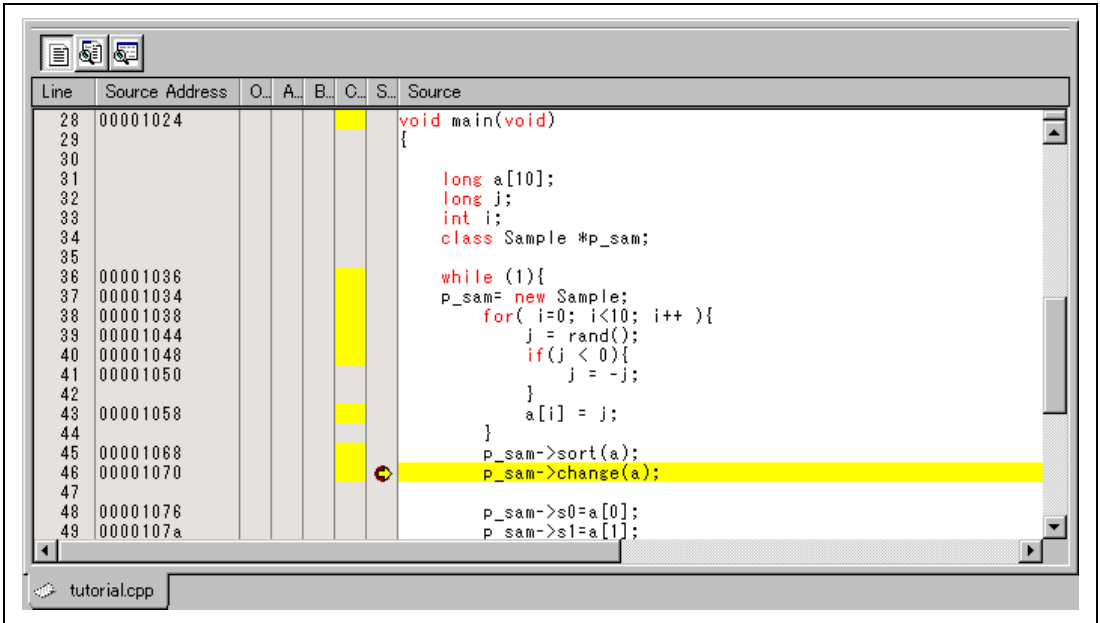 Line Source Address O... A... B... C... S... Source
28 00001024 void main(void)
29 {
30
31 long a[10];
32 long j;
33 int i;
34 class Sample *p_sam;
35
36 00001036 while (1){
37 00001034 p_sam= new Sample;
38 00001038 for( i=0; i<10; i++ ){
39 00001044 j = rand();
40 00001048 if(j < 0){
41 00001050 j = -j;
42 }
43 00001058 a[i] = j;
44 }
45 00001068 p_sam->sort(a);
46 00001070 p_sam->change(a);
47
48 00001076 p_sam->s0=a[0];
49 0000107a p_sam->s1=a[1];
tutorial.cpp